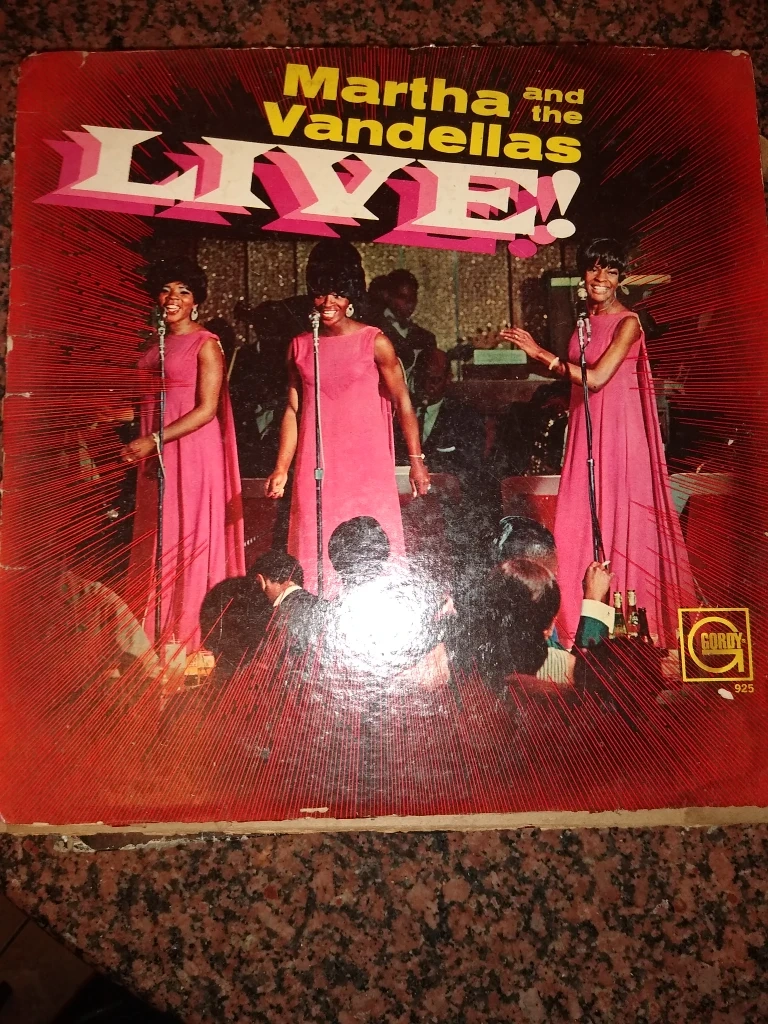 Martha and
Vandellas the
LIVE!
GORDY
925